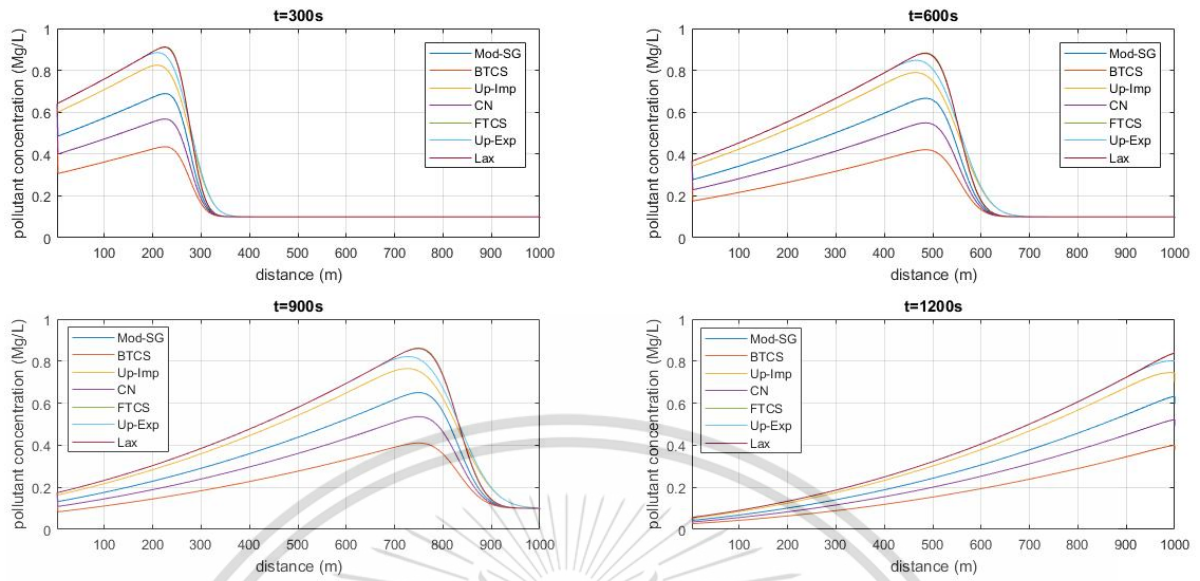 t=300s
pollutant concentration (Mg/L)
1
0.8
0.6
0.4
0.2
0
Mod-SG
BTCS
Up-Imp
CN
FTCS
Up-Exp
Lax
100 200 300 400 500 600 700 800 900 1000
distance (m)
t=600s
pollutant concentration (Mg/L)
1
0.8
0.6
0.4
0.2
0
Mod-SG
BTCS
Up-Imp
CN
FTCS
Up-Exp
Lax
100 200 300 400 500 600 700 800 900 1000
distance (m)
t=900s
pollutant concentration (Mg/L)
1
0.8
0.6
0.4
0.2
0
Mod-SG
BTCS
Up-Imp
CN
FTCS
Up-Exp
Lax
100 200 300 400 500 600 700 800 900 1000
distance (m)
t=1200s
pollutant concentration (Mg/L)
1
0.8
0.6
0.4
0.2
0
Mod-SG
BTCS
Up-Imp
CN
FTCS
Up-Exp
Lax
100 200 300 400 500 600 700 800 900 1000
distance (m)